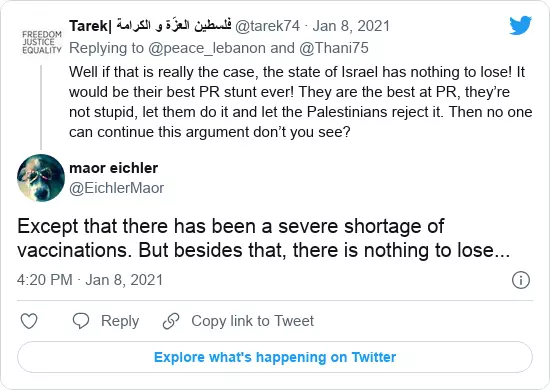 FREEDOM
JUSTICE
EQUALITY
Tarek| فلسطين العزّة و الكرامة @tarek74 · Jan 8, 2021
Replying to @peace_lebanon and @Thani75
Well if that is really the case, the state of Israel has nothing to lose! It
would be their best PR stunt ever! They are the best at PR, they’re
not stupid, let them do it and let the Palestinians reject it. Then no one
can continue this argument don’t you see?
maor eichler
@EichlerMaor
Except that there has been a severe shortage of
vaccinations. But besides that, there is nothing to lose...
4:20 PM · Jan 8, 2021
Reply
Copy link to Tweet
Explore what's happening on Twitter